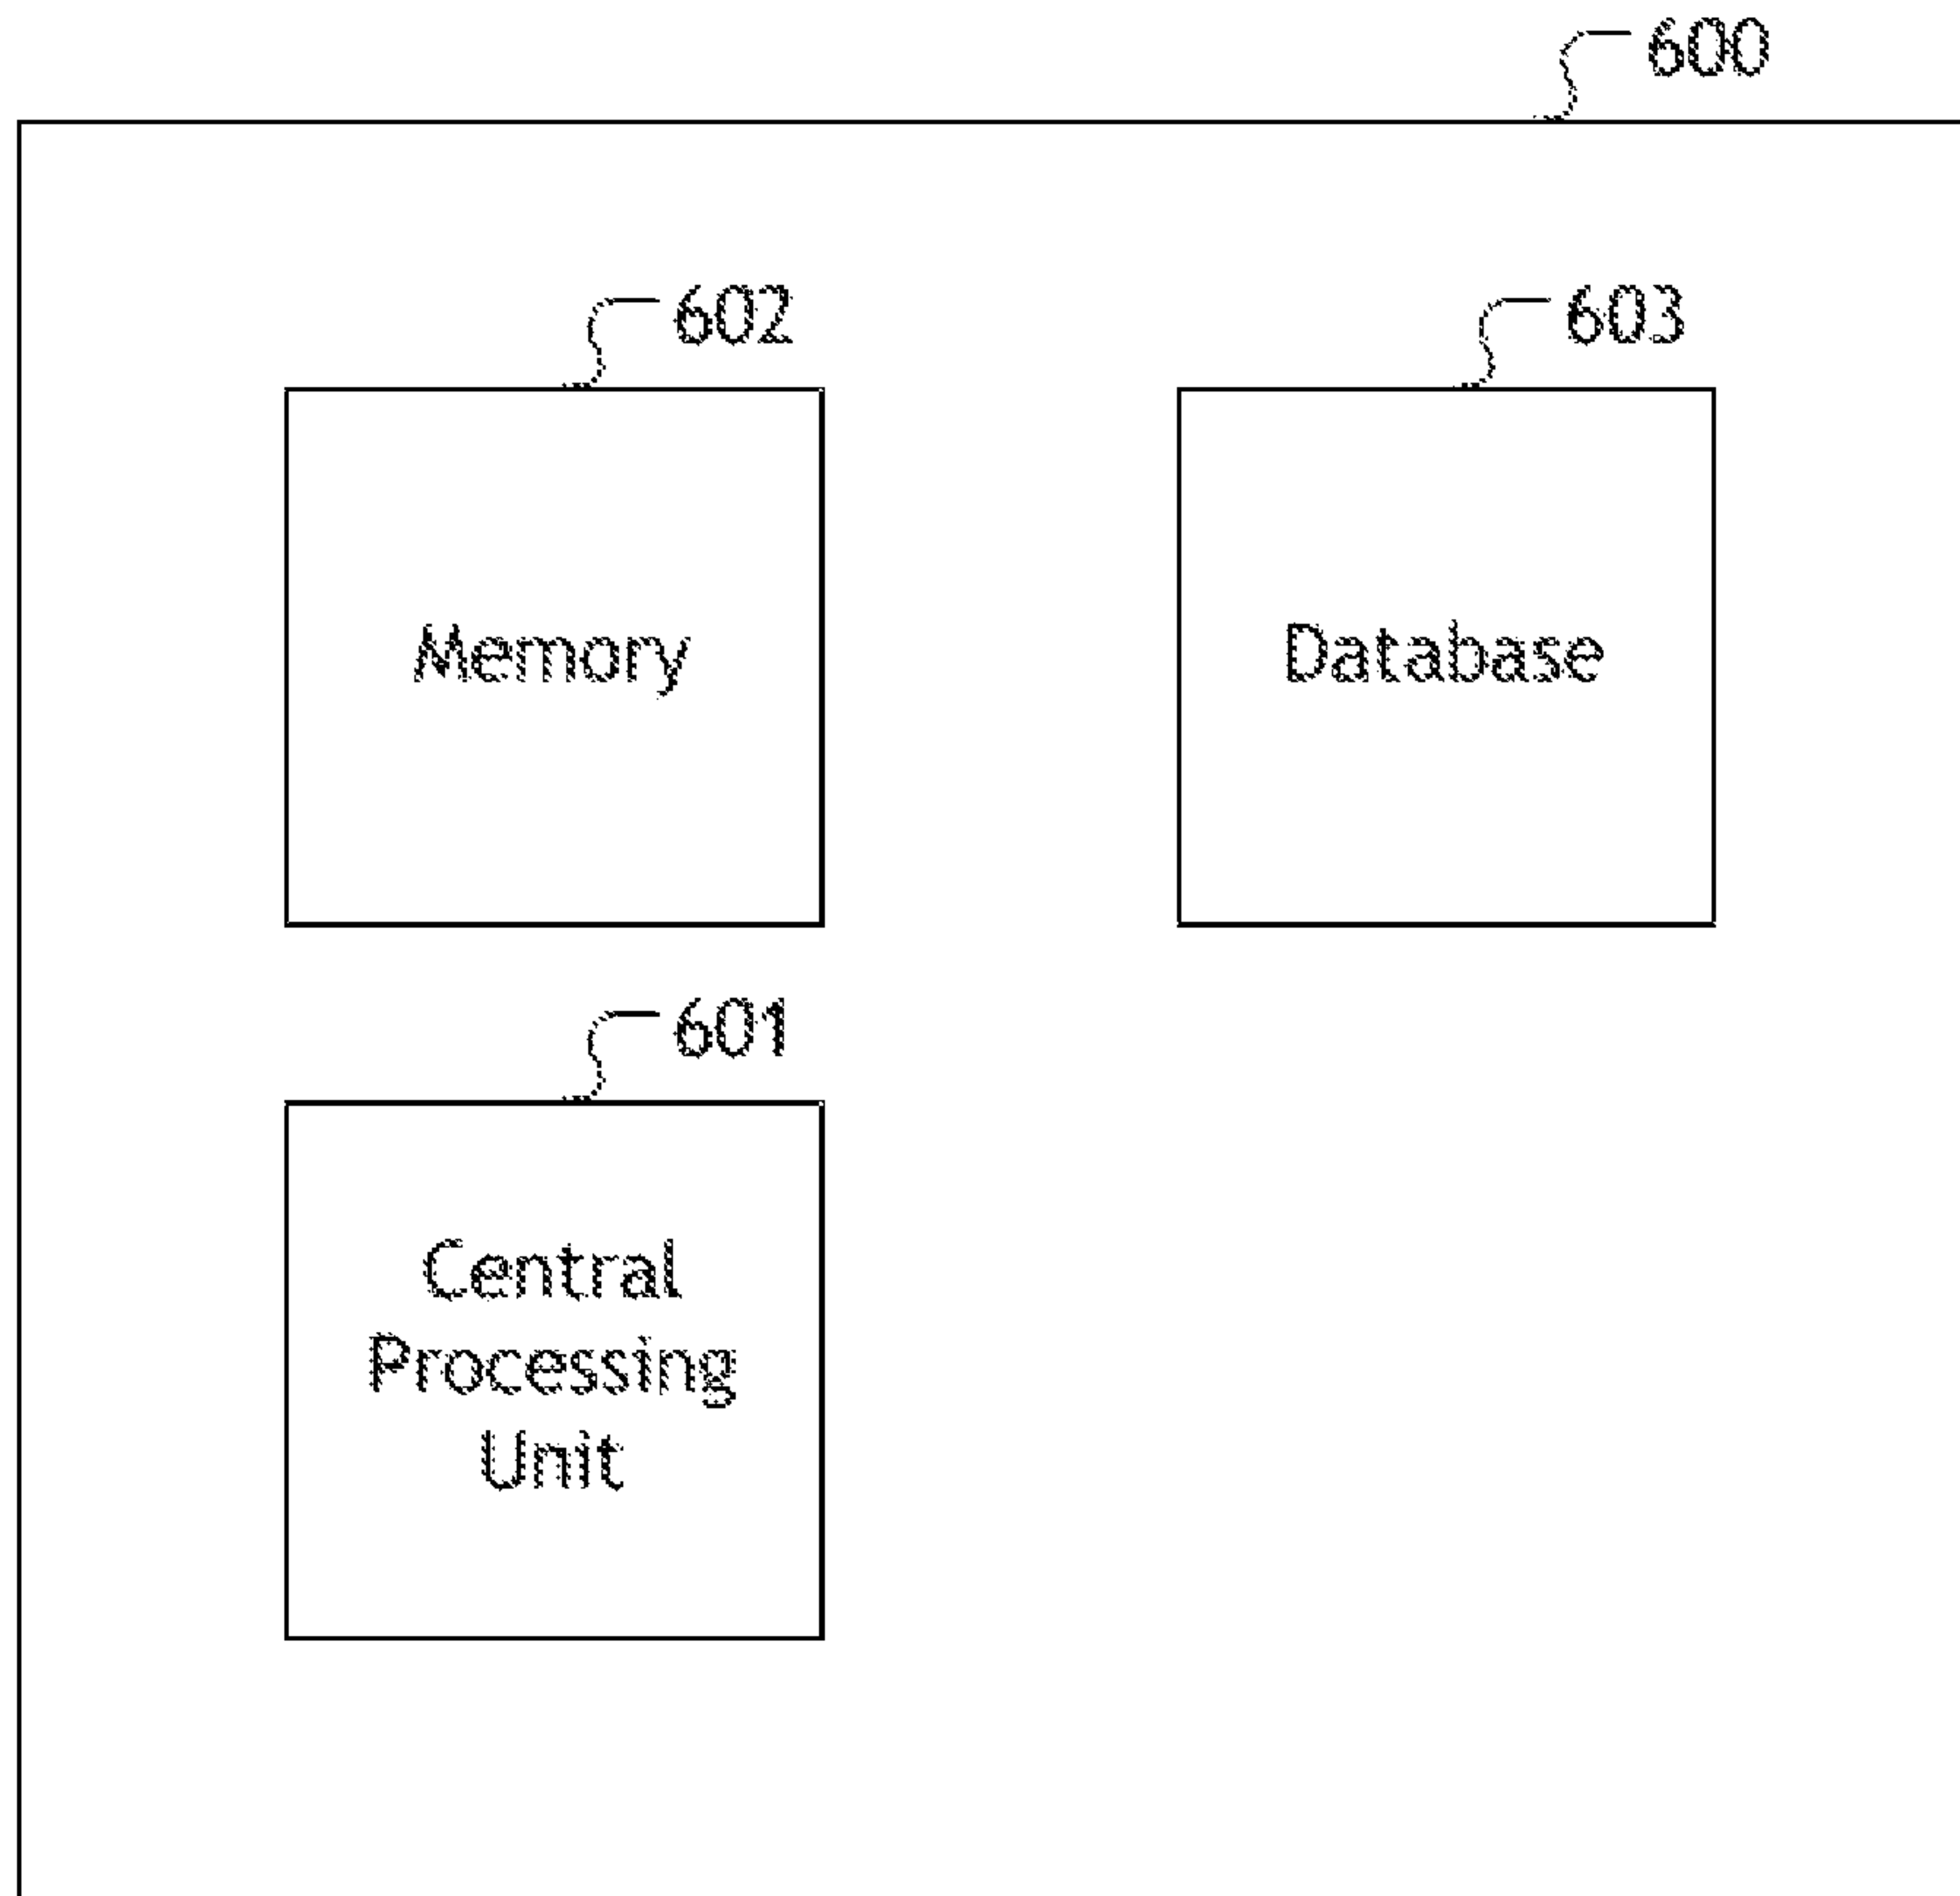 600
602
603
Memory
Database
601
Central
Processing
Unit